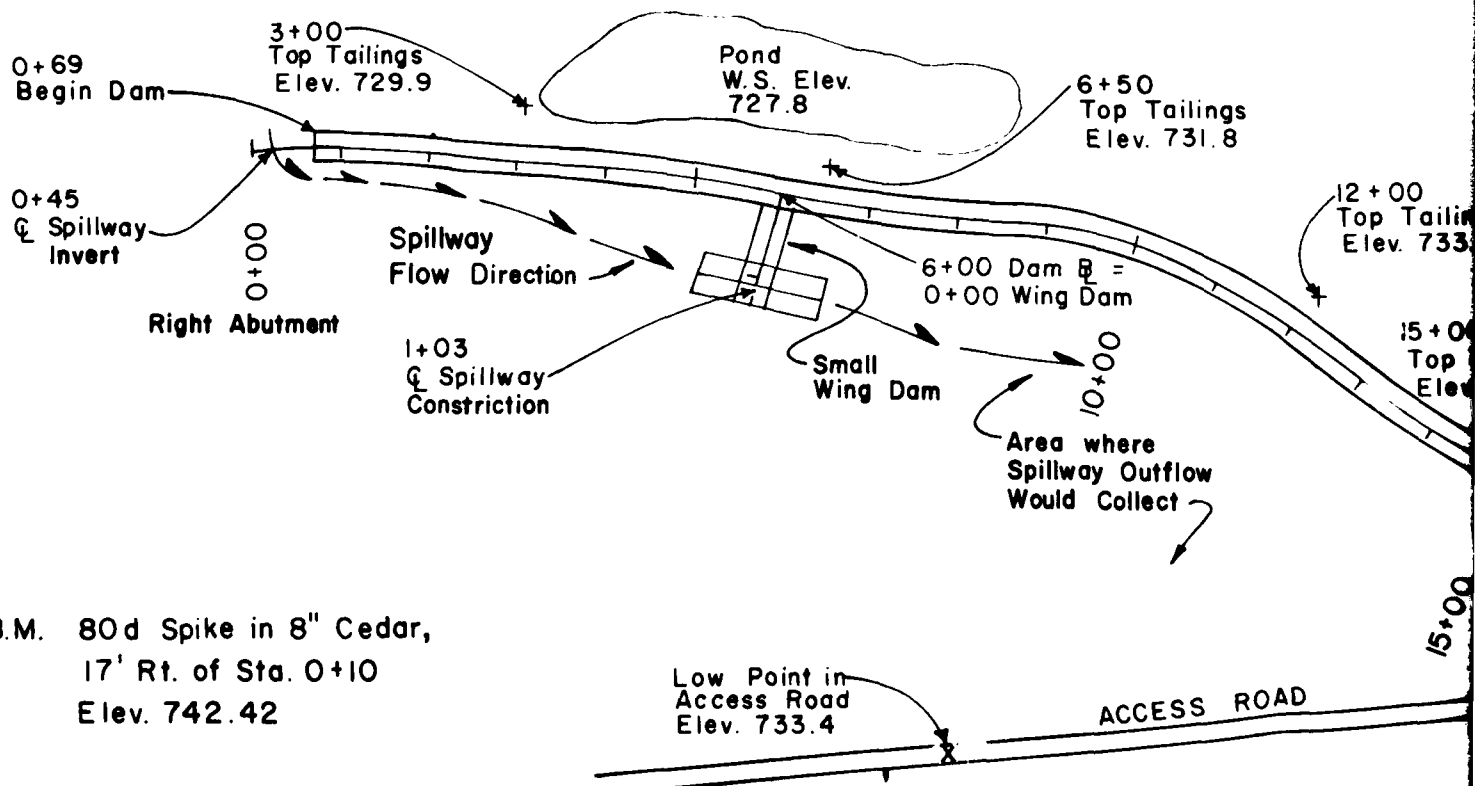 3+00
Top Tailings
Elev. 729.9
0+69
Begin Dam
Pond
W.S. Elev.
727.8
6+50
Top Tailings
Elev. 731.8
0+45
℄ Spillway
Invert
0+00
Right Abutment
Spillway
Flow Direction
12+00
Top
Elev. 733
6+00 Dam =
0+00 Wing Dam
1+03
℄ Spillway
Constriction
Small
Wing Dam
10+00
Top
Area where
Spillway Outflow
Would Collect
15+00
80d Spike in 8" Cedar,
17' Rt. of Sta. 0+10
Elev. 742.42
Low Point in
Access Road
Elev. 733.4
ACCESS ROAD